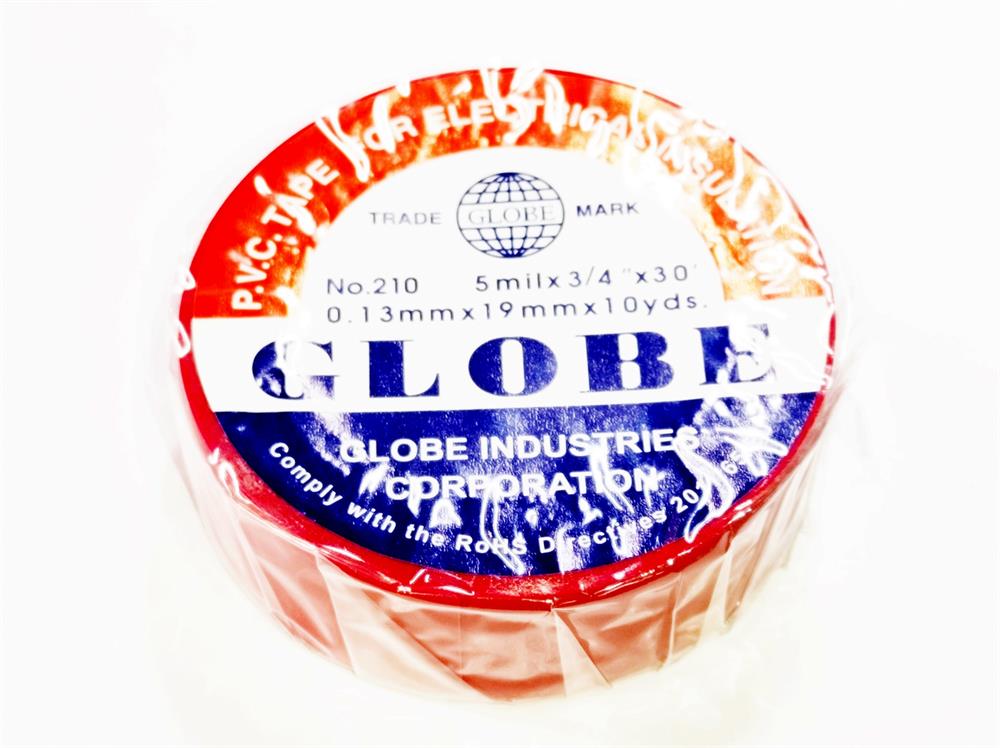 P.V.C. TAPE FOR ELECTRICAL INSULATION
TRADE GLOBE MARK
No.210 5milx3/4"x30'
0.13mmx19mmx10yds.
GLOBE
GLOBE INDUSTRIES
CORPORATION
Comply with the RoHS Directives